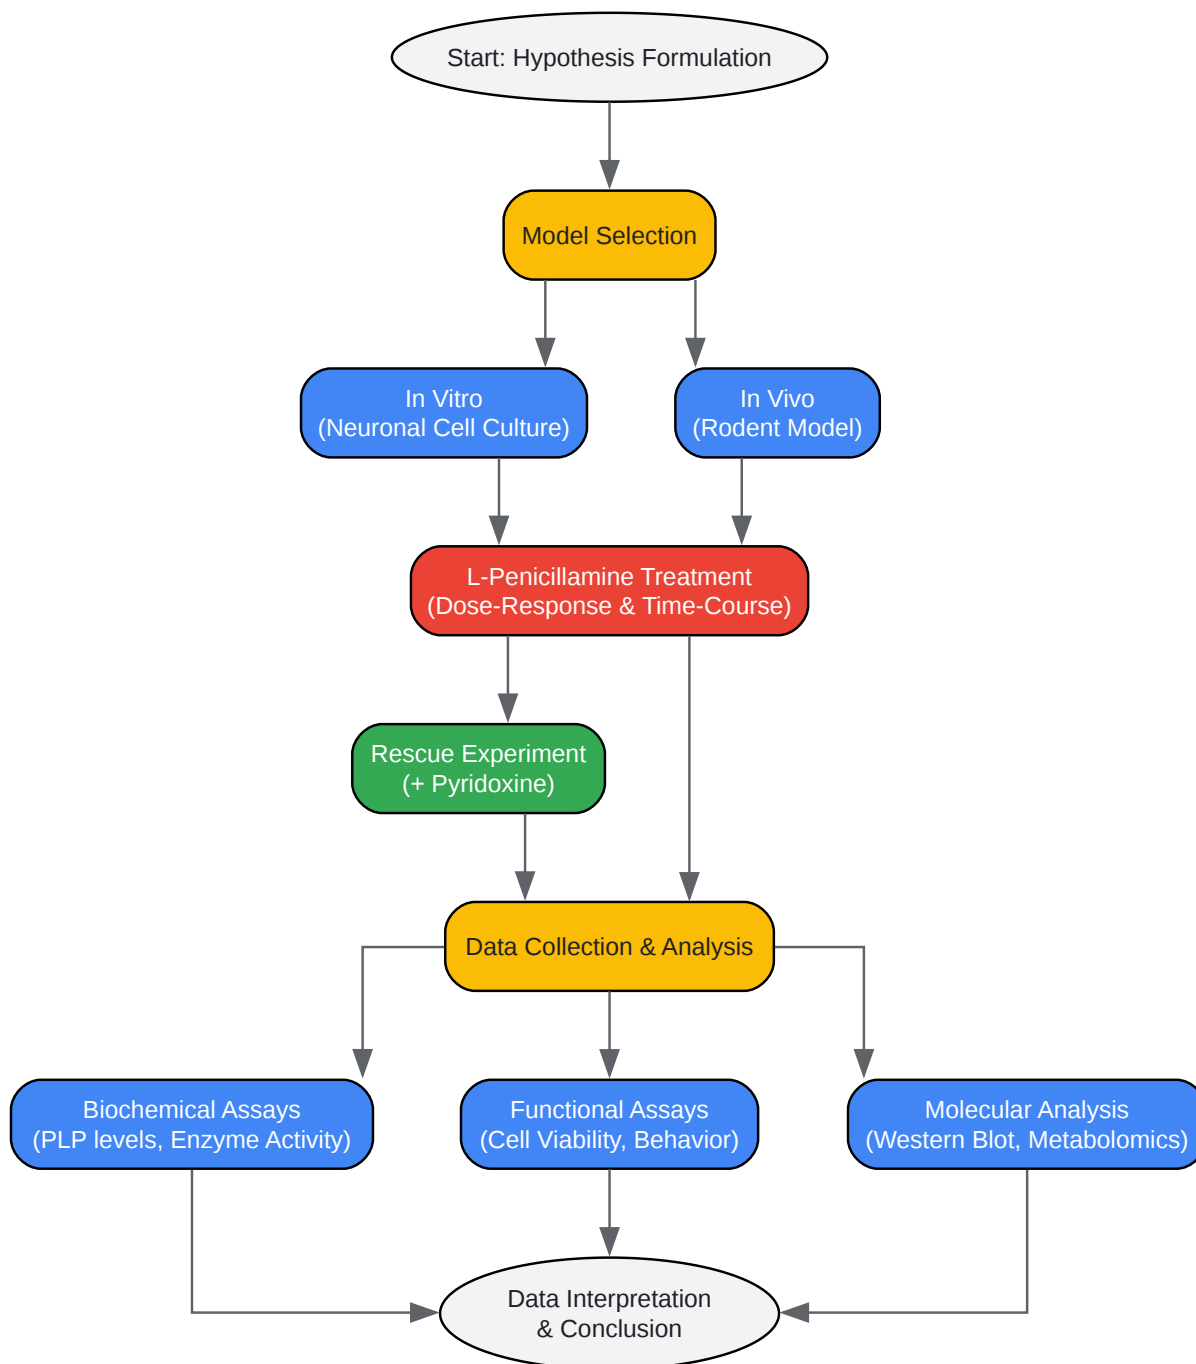 Start: Hypothesis Formulation
Model Selection
In Vitro
(Neuronal Cell Culture)
In Vivo
(Rodent Model)
L-Penicillamine Treatment
(Dose-Response & Time-Course)
Rescue Experiment
(+ Pyridoxine)
Data Collection & Analysis
Biochemical Assays
(PLP levels, Enzyme Activity)
Functional Assays
(Cell Viability, Behavior)
Molecular Analysis
(Western Blot, Metabolomics)
Data Interpretation
& Conclusion